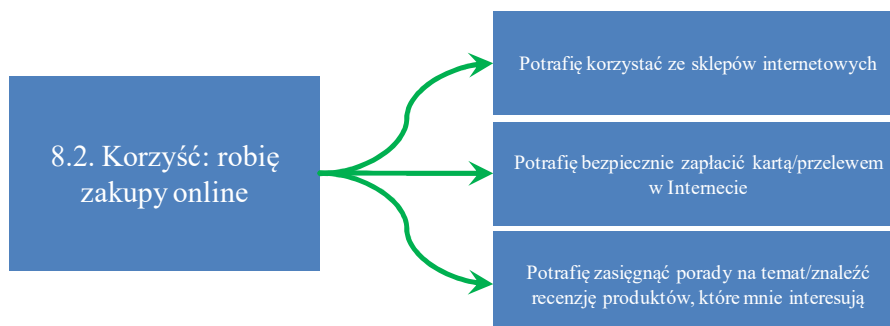 8.2. Korzyść: robię
zakupy online
Potrafię korzystać ze sklepów internetowych
Potrafię bezpiecznie zapłacić kartą/przelewem
w Internecie
Potrafię zasięgnąć porady na temat/znaleźć
recenzję produktów, które mnie interesują